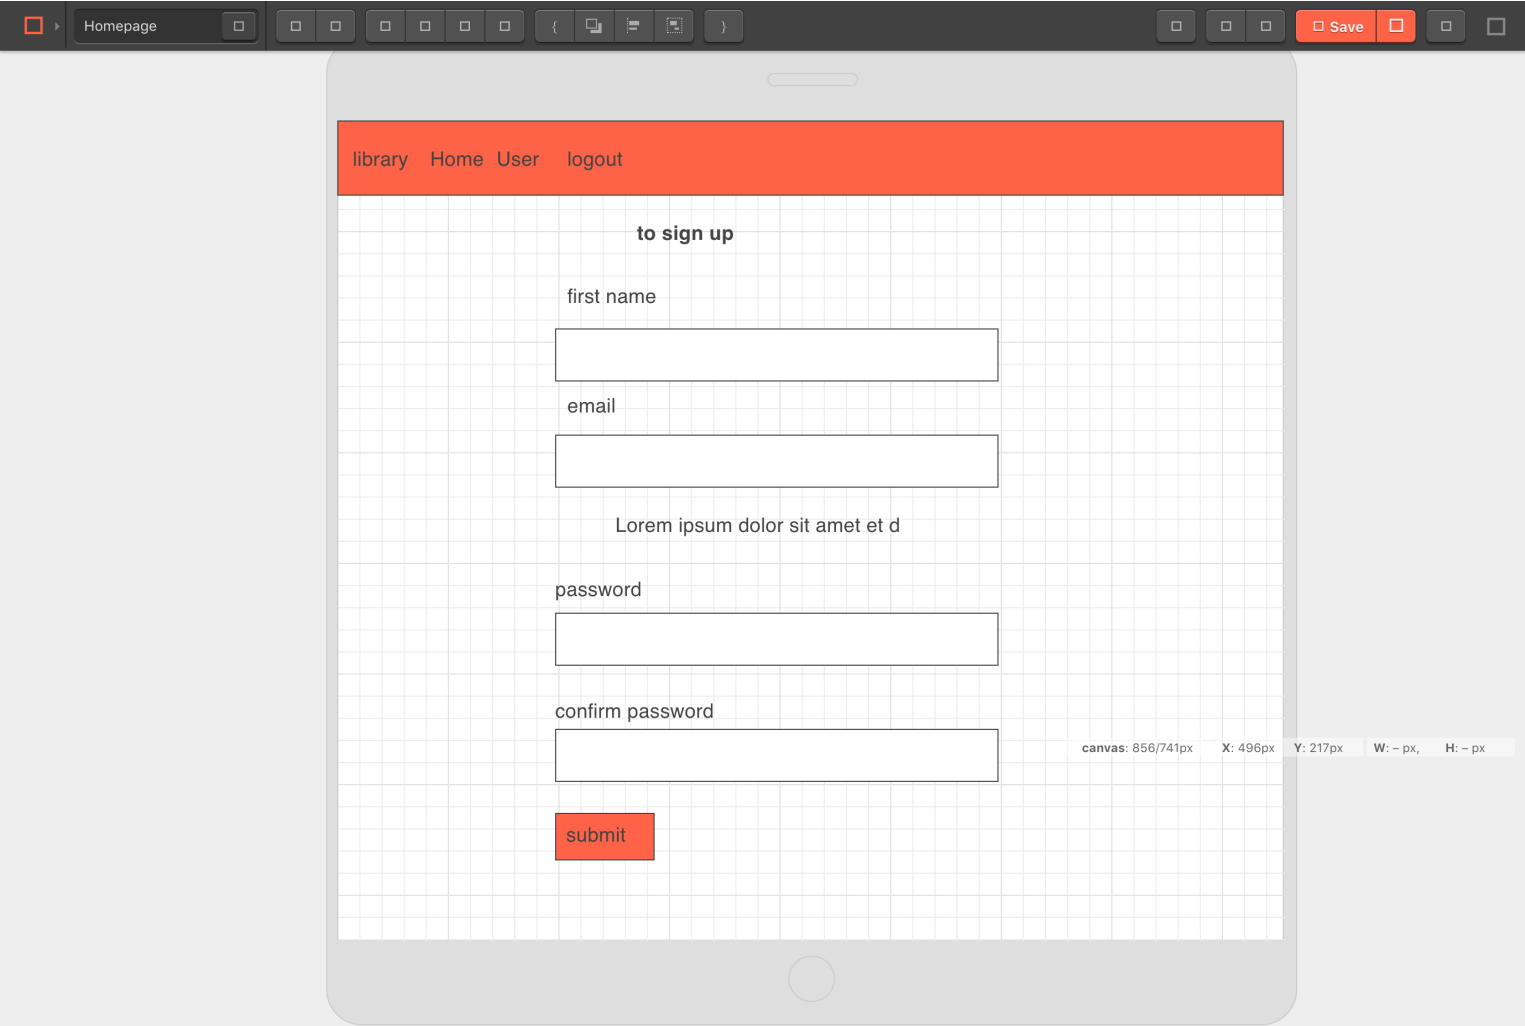 Homepage
{
}
Save
library Home User logout
to sign up
first name
email
Lorem ipsum dolor sit amet et d
password
confirm password
canvas: 856/741px X: 496px Y: 217px W: – px, H: – px
submit